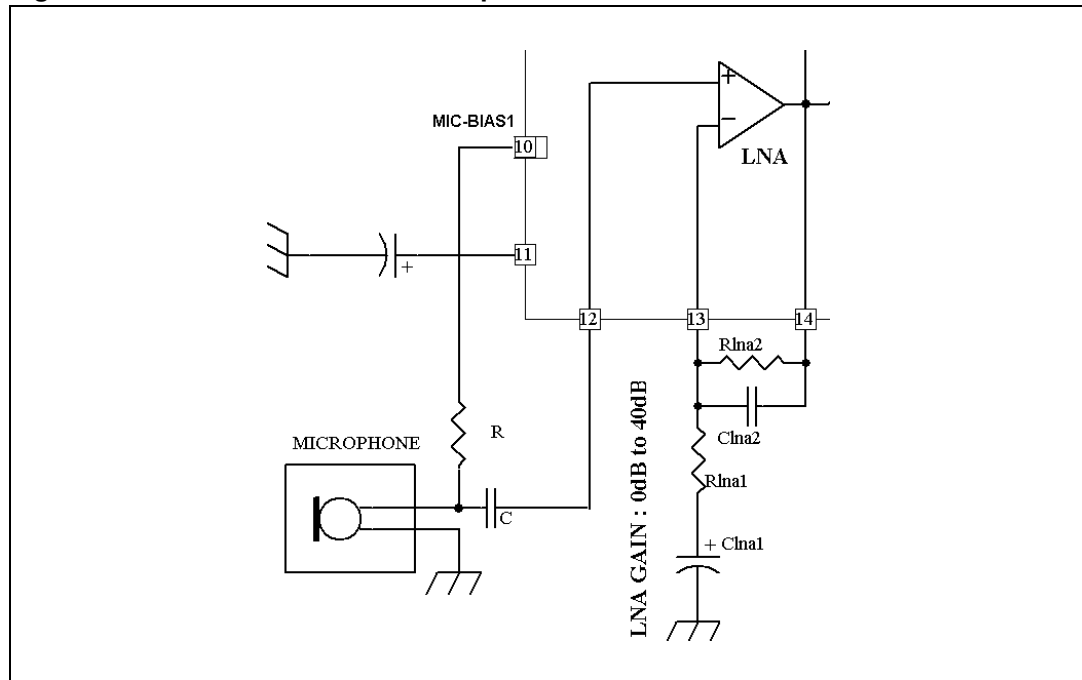 MIC-BIAS1
10
+
−
LNA
11
+
12
13
14
Rlna2
Clna2
R
MICROPHONE
C
Rlna1
+ Clna1
LNA GAIN : 0dB to 40dB